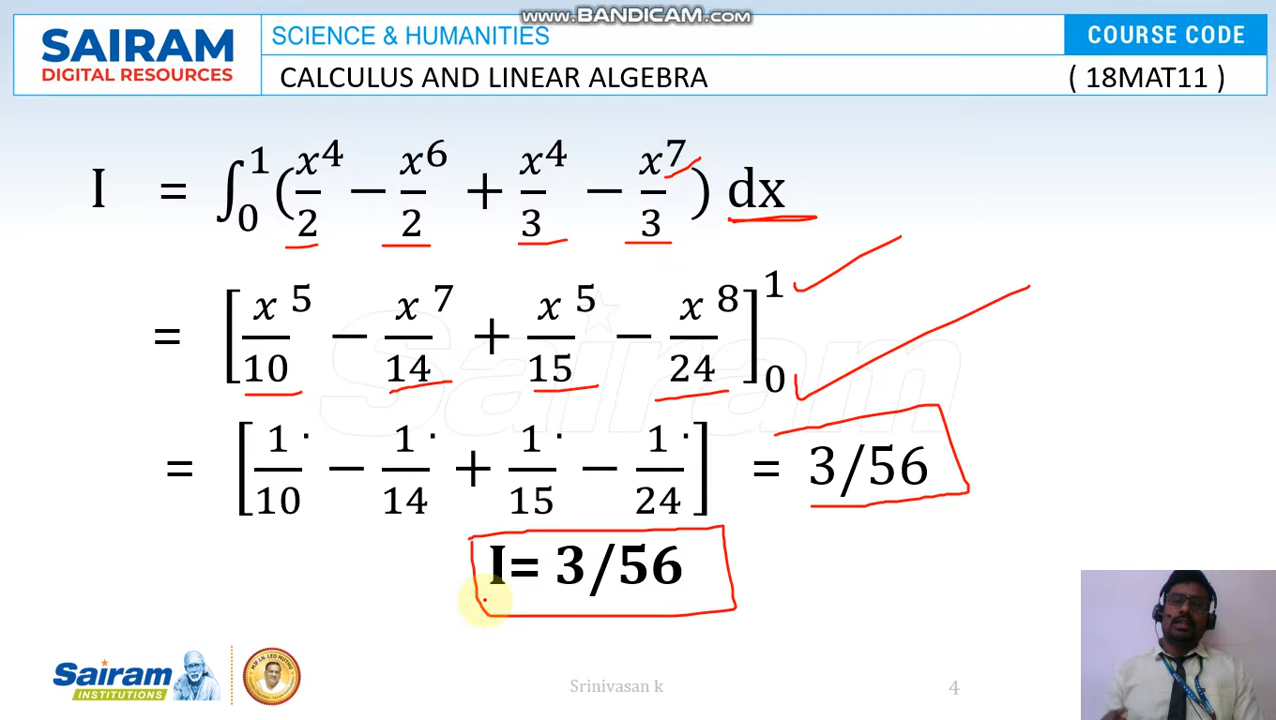 www.BANDICAM.com
SAIRAM
DIGITAL RESOURCES
SCIENCE & HUMANITIES
COURSE CODE
CALCULUS AND LINEAR ALGEBRA ( 18MAT11 )
I = ∫₀¹(x⁴/2 − x⁶/2 + x⁴/3 − x⁷/3) dx
= [x⁵/10 − x⁷/14 + x⁵/15 − x⁸/24]₀¹
= [1/10 − 1/14 + 1/15 − 1/24] = 3/56
I= 3/56
Sairam
Sairam
INSTITUTIONS
Srinivasan k
4